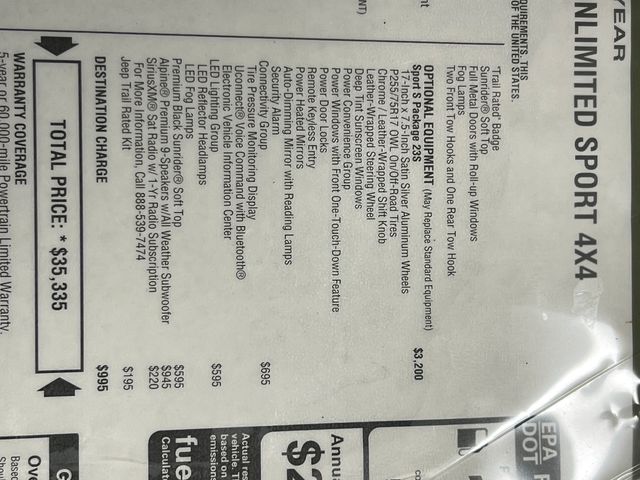 YEAR
NLIMITED SPORT 4X4
QUIREMENTS. THIS
OF THE UNITED STATES.
'Trail Rated' Badge
Sunrider® Soft Top
Full Metal Doors with Roll-up Windows
Fog Lamps
Two Front Tow Hooks and One Rear Tow Hook
OPTIONAL EQUIPMENT (May Replace Standard Equipment)
Sport S Package 23S $3,200
17-Inch x 7.5-Inch Satin Silver Aluminum Wheels
P255/75R17 OWL On/Off-Road Tires
Chrome / Leather-Wrapped Shift Knob
Leather-Wrapped Steering Wheel
Deep Tint Sunscreen Windows
Power Convenience Group
Power Windows with Front One-Touch-Down Feature
Power Door Locks
Remote Keyless Entry
Power Heated Mirrors
Auto-Dimming Mirror with Reading Lamps
Security Alarm
Connectivity Group $695
Tire Pressure Monitoring Display
Uconnect® Voice Command with Bluetooth®
Electronic Vehicle Information Center
LED Lighting Group $595
LED Reflector Headlamps
LED Fog Lamps
Premium Black Sunrider® Soft Top $595
Alpine® Premium 9-Speakers w/All Weather Subwoofer $945
SiriusXM® Sat Radio w/ 1-Yr Radio Subscription $220
For More Information, Call 888-539-7474
Jeep Trail Rated Kit $195
DESTINATION CHARGE $995
TOTAL PRICE: * $35,335
WARRANTY COVERAGE
5-year or 60,000-mile Powertrain Limited Warranty.
EPA
DOT
Annua
$2
Actual res
vehicle. T
based on
emissions
fue
Calculate
G
Ove
Base